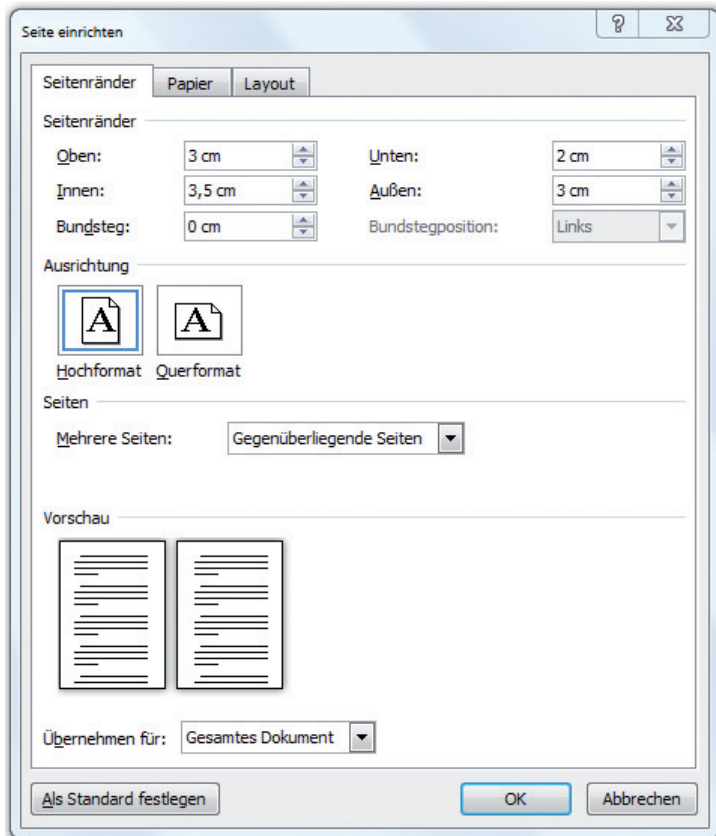 Seite einrichten
Seitenränder Papier Layout
Seitenränder
Oben: 3 cm Unten: 2 cm
Innen: 3,5 cm Außen: 3 cm
Bundsteg: 0 cm Bundstegposition: Links
Ausrichtung
A A
Hochformat Querformat
Seiten
Mehrere Seiten: Gegenüberliegende Seiten
Vorschau
Übernehmen für: Gesamtes Dokument
Als Standard festlegen OK Abbrechen